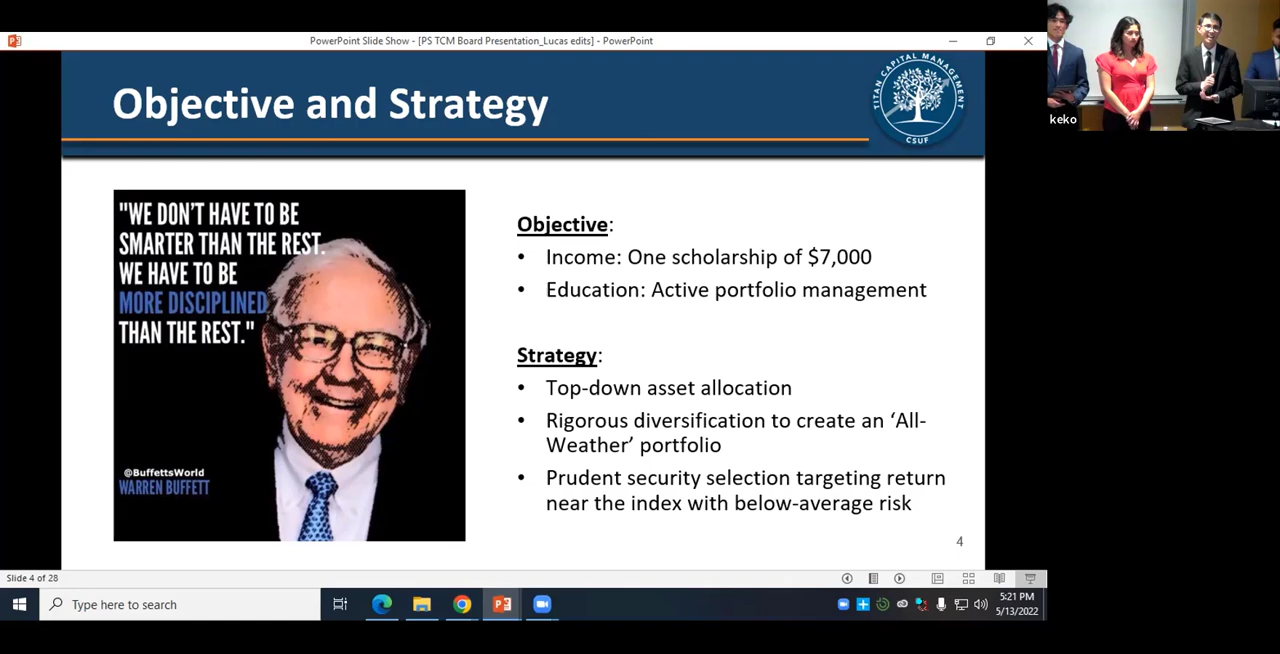 PowerPoint Slide Show - [PS TCM Board Presentation_Lucas edits] - PowerPoint
keko
Objective and Strategy
TITAN CAPITAL MANAGEMENT
CSUF
"WE DON'T HAVE TO BE
SMARTER THAN THE REST.
WE HAVE TO BE
MORE DISCIPLINED
THAN THE REST."
@BuffettsWorld
WARREN BUFFETT
Objective:
• Income: One scholarship of $7,000
• Education: Active portfolio management
Strategy:
• Top-down asset allocation
• Rigorous diversification to create an ‘All-
Weather’ portfolio
• Prudent security selection targeting return
near the index with below-average risk
4
Slide 4 of 28
Type here to search
5:21 PM
5/13/2022